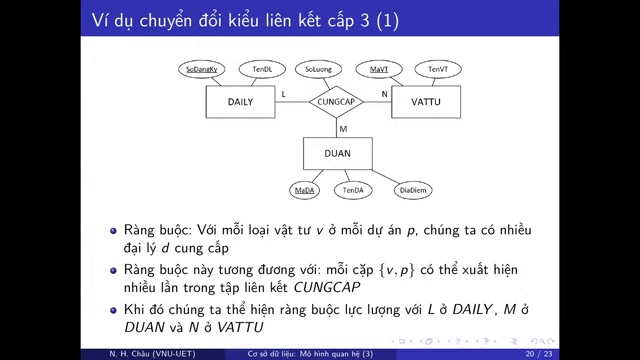 Ví dụ chuyển đổi kiểu liên kết cấp 3 (1)
SoDangKy TenDL SoLuong MaVT TenVT
DAILY L CUNGCAP N VATTU
M
DUAN
MaDA TenDA DiaDiem
Ràng buộc: Với mỗi loại vật tư v ở mỗi dự án p, chúng ta có nhiều
đại lý d cung cấp
Ràng buộc này tương đương với: mỗi cặp {v, p} có thể xuất hiện
nhiều lần trong tập liên kết CUNGCAP
Khi đó chúng ta thể hiện ràng buộc lực lượng với L ở DAILY, M ở
DUAN và N ở VATTU
N. H. Châu (VNU-UET) Cơ sở dữ liệu: Mô hình quan hệ (3) 20 / 23